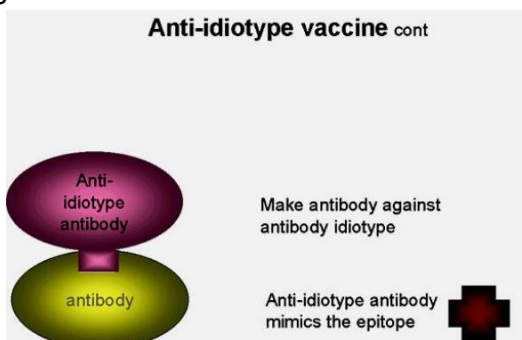 Anti-idiotype vaccine cont
Anti-
idiotype
antibody
Make antibody against
antibody idiotype
antibody
Anti-idiotype antibody
mimics the epitope